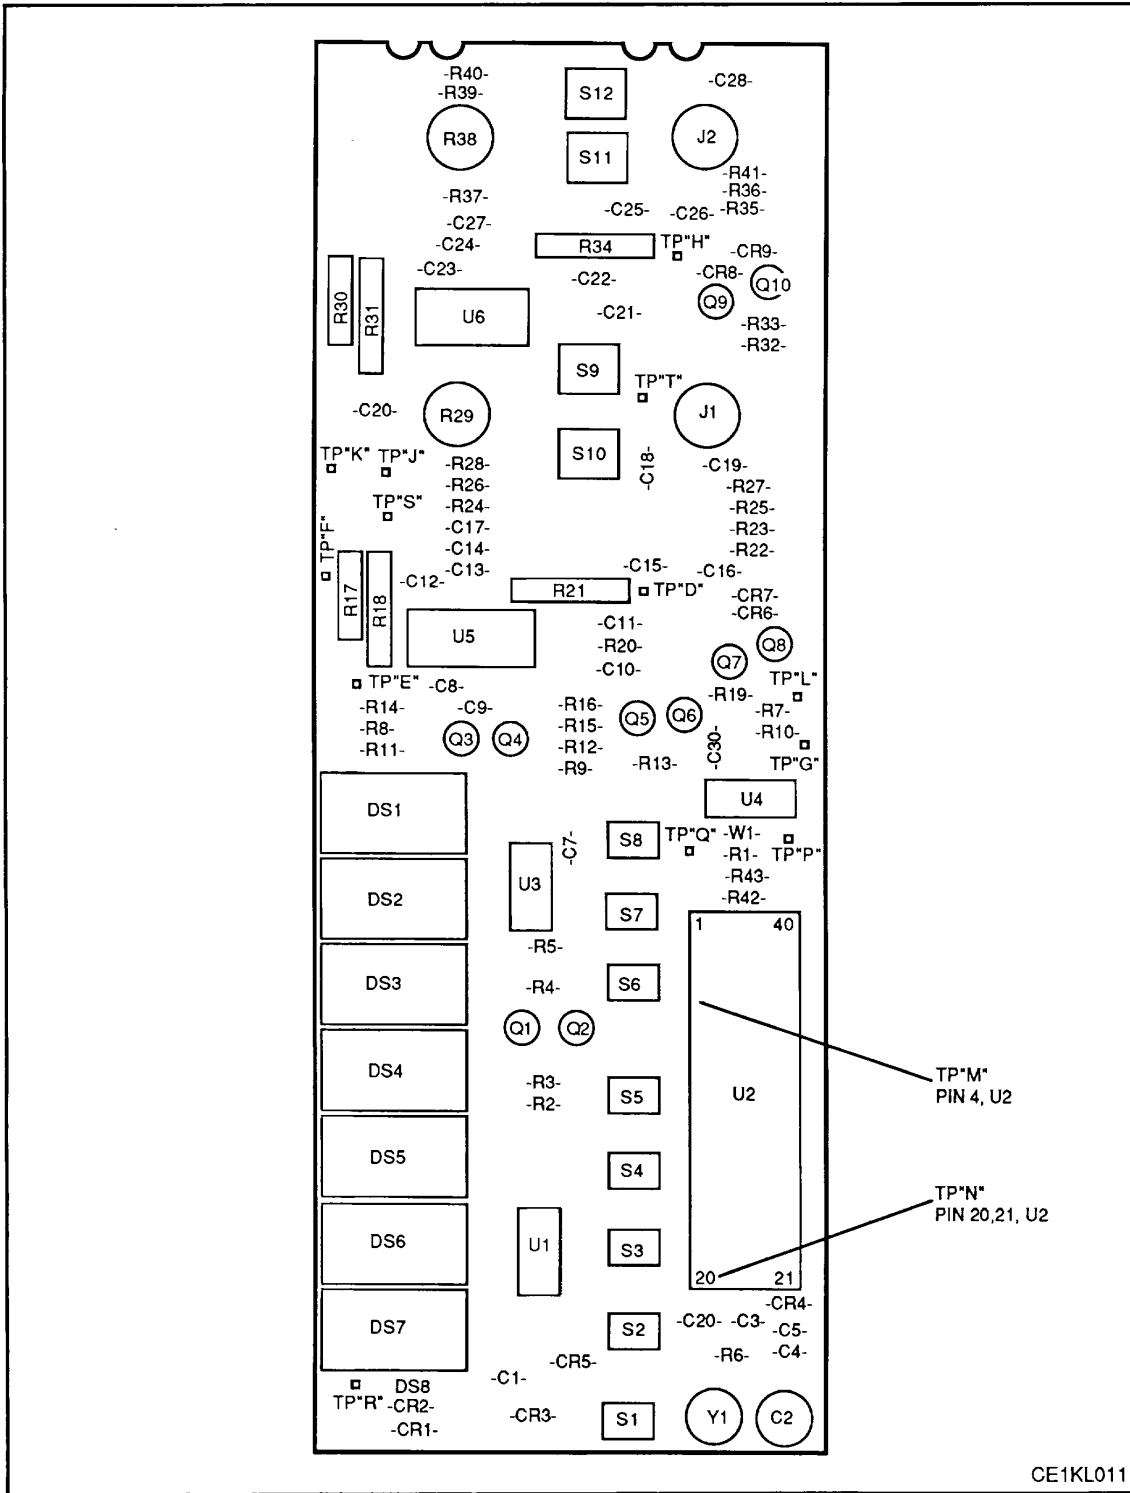 -R40-
-R39-
S12
-C28-
R38
S11
J2
-R41-
-R36-
-R35-
-R37-
-C25-
-C26-
-C27-
-C24-
R34
TP"H"
-CR9-
-C23-
-C22-
-CR8-
Q10
Q9
R30
R31
U6
-C21-
-R33-
-R32-
S9
TP"T"
-C20-
R29
J1
S10
-C18-
TP"K"
TP"J"
-R28-
-C19-
-R26-
-R27-
TP"S"
-R24-
-R25-
-C17-
-R23-
TP"F"
-C14-
-R22-
-C13-
-C15-
-C16-
-C12-
R17
R18
R21
TP"D"
-CR7-
-CR6-
U5
-C11-
-R20-
-C10-
Q8
Q7
TP"E"
-C8-
TP"L"
-R19-
-R14-
-C9-
-R16-
-R7-
-R8-
-R15-
Q5
Q6
-R10-
-R11-
Q3
Q4
-R12-
-R9-
-R13-
-C30-
TP"G"
DS1
U4
S8
TP"Q"
-W1-
TP"P"
-C7-
-R1-
-R43-
U3
-R42-
DS2
S7
1
40
-R5-
DS3
S6
-R4-
Q1
Q2
DS4
-R3-
-R2-
S5
U2
TP"M"
PIN 4, U2
DS5
S4
TP"N"
PIN 20,21, U2
DS6
U1
S3
20
21
-CR4-
DS7
S2
-C20-
-C3-
-C5-
-C4-
-R6-
-CR5-
-C1-
TP"R"
DS8
-CR2-
-CR1-
-CR3-
S1
Y1
C2
CE1KL011